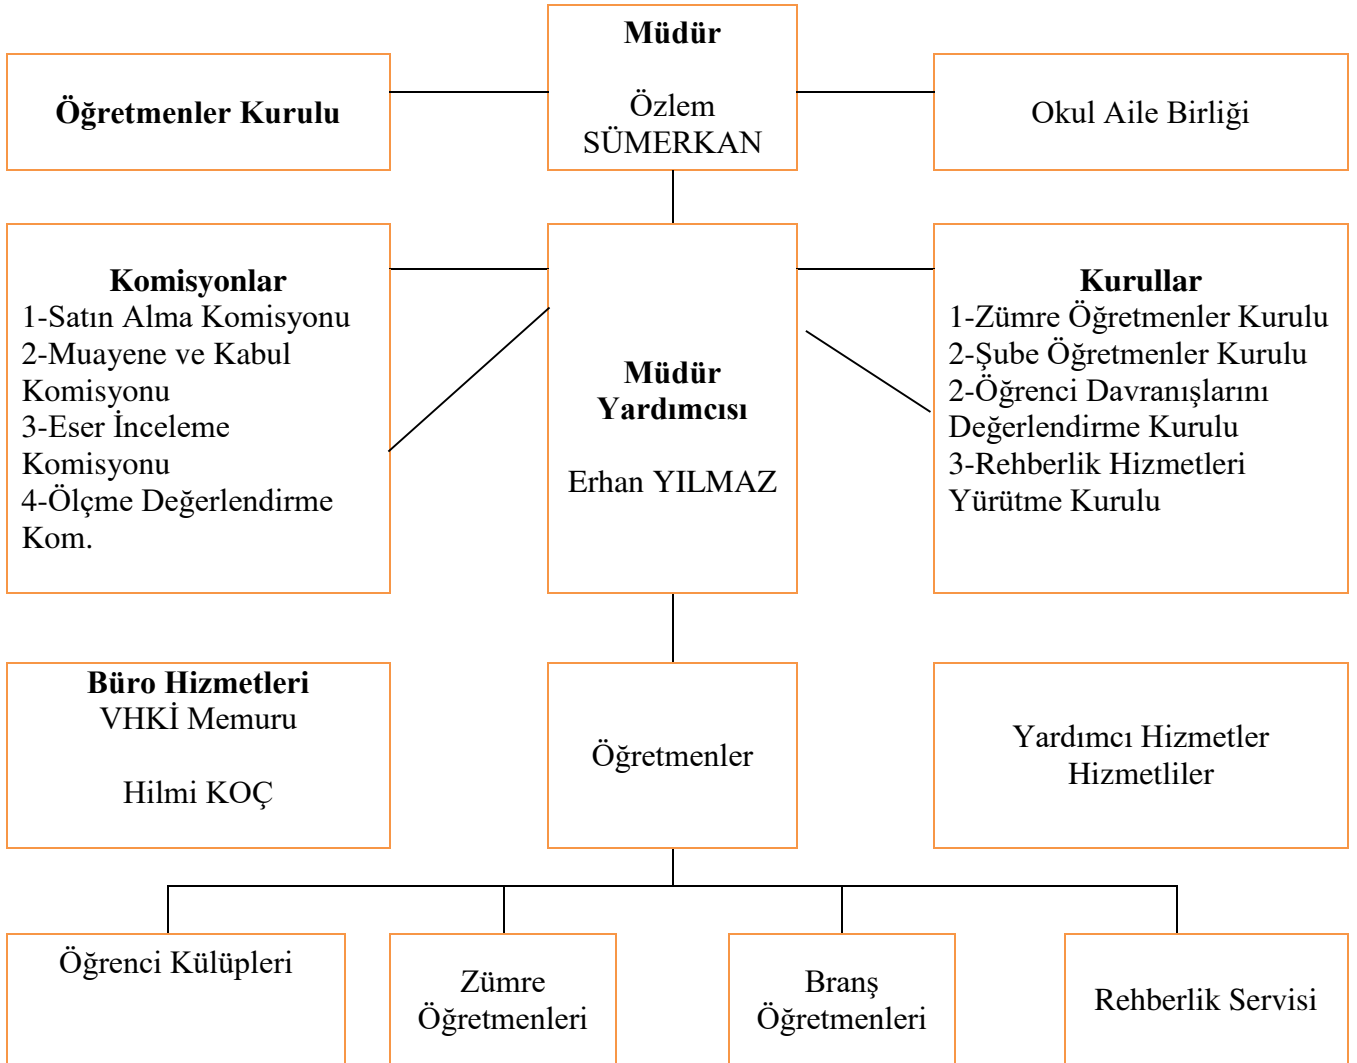 Müdür
Özlem
SÜMERKAN
Öğretmenler Kurulu
Okul Aile Birliği
Komisyonlar
1-Satın Alma Komisyonu
2-Muayene ve Kabul
Komisyonu
3-Eser İnceleme
Komisyonu
4-Ölçme Değerlendirme
Kom.
Müdür
Yardımcısı
Erhan YILMAZ
Kurullar
1-Zümre Öğretmenler Kurulu
2-Şube Öğretmenler Kurulu
2-Öğrenci Davranışlarını
Değerlendirme Kurulu
3-Rehberlik Hizmetleri
Yürütme Kurulu
Büro Hizmetleri
VHKİ Memuru
Hilmi KOÇ
Öğretmenler
Yardımcı Hizmetler
Hizmetliler
Öğrenci Külüpleri
Zümre
Öğretmenleri
Branş
Öğretmenleri
Rehberlik Servisi